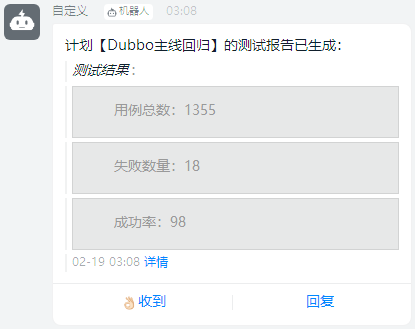 自定义 机器人 03:08
计划【Dubbo主线回归】的测试报告已生成：
测试结果：
用例总数：1355
失败数量：18
成功率：98
02-19 03:08 详情
👌🏻收到 回复